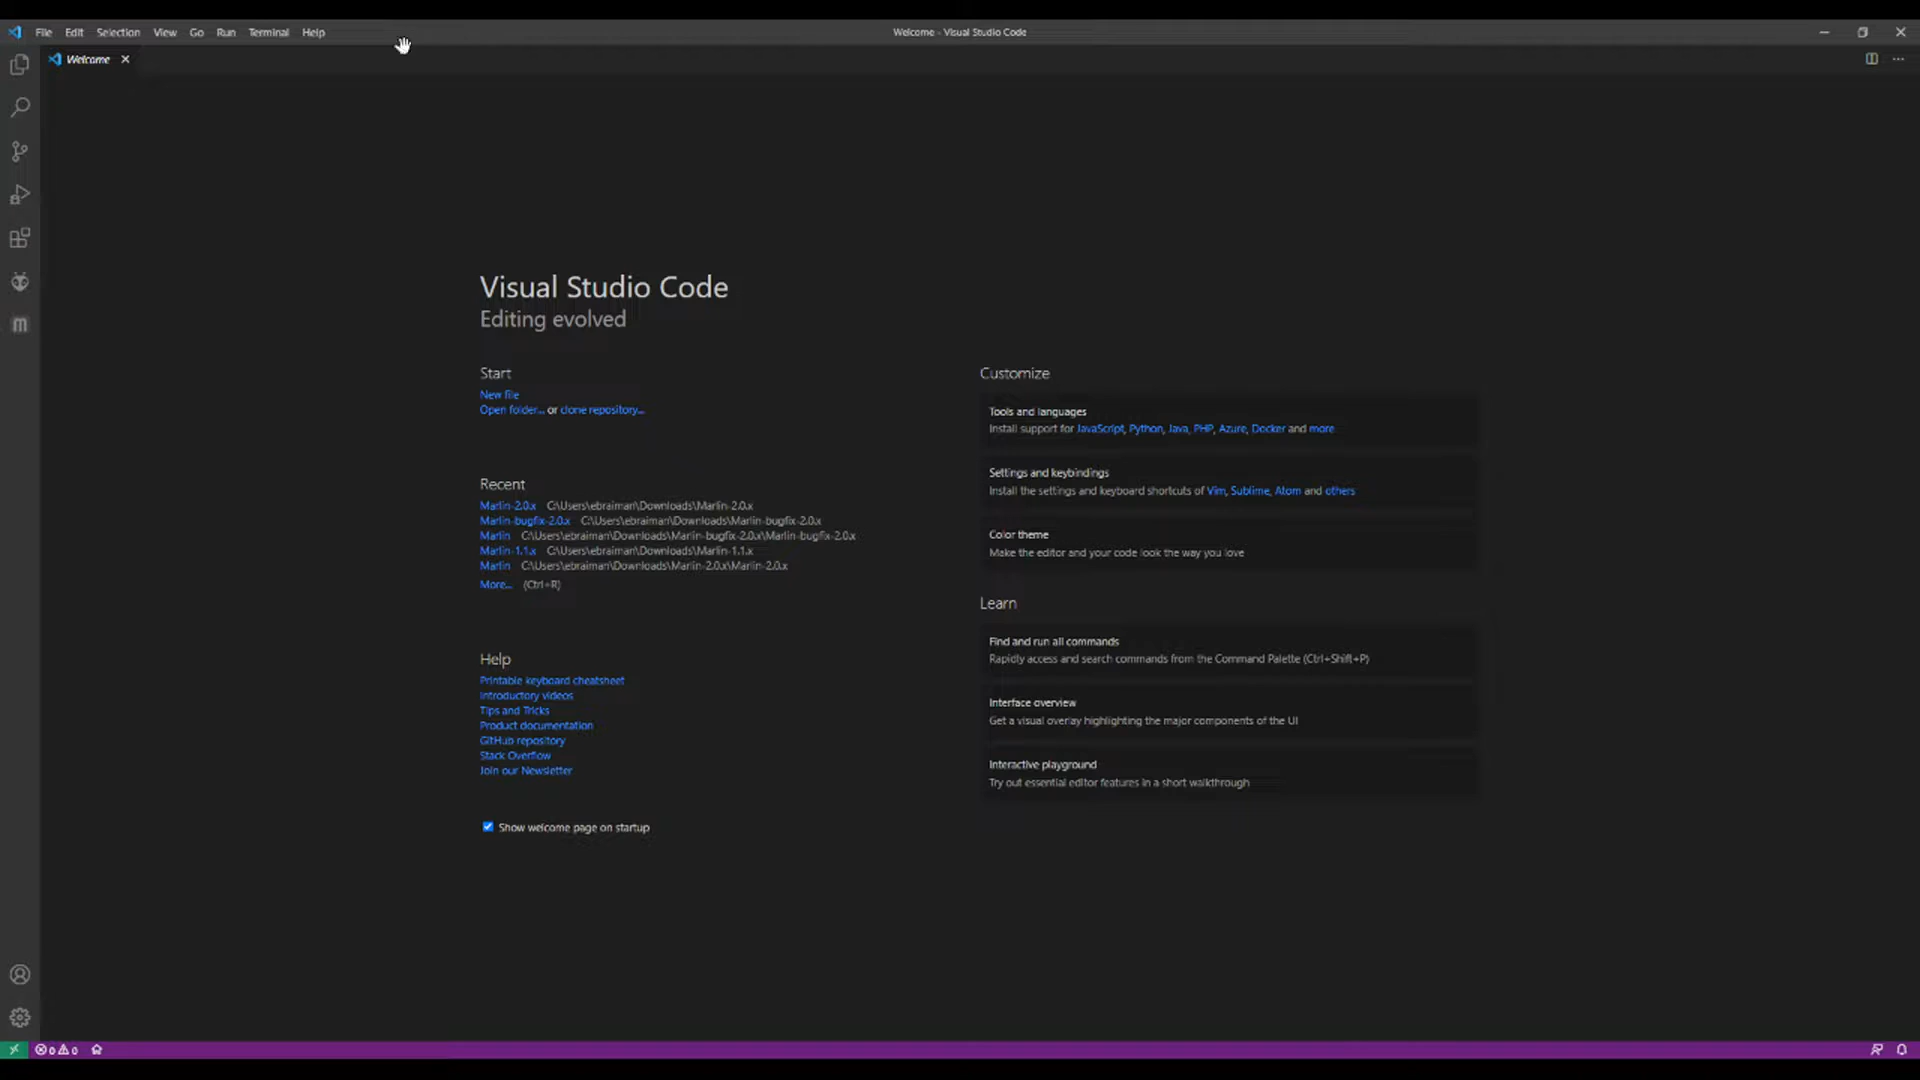 File Edit Selection View Go Run Terminal Help
Welcome - Visual Studio Code
Welcome
Visual Studio Code
Editing evolved
Start
New file
Open folder... or clone repository...
Recent
Marlin-2.0.x C:\Users\ebraiman\Downloads\Marlin-2.0.x
Marlin-bugfix-2.0.x C:\Users\ebraiman\Downloads\Marlin-bugfix-2.0.x
Marlin C:\Users\ebraiman\Downloads\Marlin-bugfix-2.0.x\Marlin-bugfix-2.0.x
Marlin-1.1.x C:\Users\ebraiman\Downloads\Marlin-1.1.x
Marlin C:\Users\ebraiman\Downloads\Marlin-2.0.x\Marlin-2.0.x
More... (Ctrl+R)
Help
Printable keyboard cheatsheet
Introductory videos
Tips and Tricks
Product documentation
GitHub repository
Stack Overflow
Join our Newsletter
Show welcome page on startup
Customize
Tools and languages
Install support for JavaScript, Python, Java, PHP, Azure, Docker and more
Settings and keybindings
Install the settings and keyboard shortcuts of Vim, Sublime, Atom and others
Color theme
Make the editor and your code look the way you love
Learn
Find and run all commands
Rapidly access and search commands from the Command Palette (Ctrl+Shift+P)
Interface overview
Get a visual overlay highlighting the major components of the UI
Interactive playground
Try out essential editor features in a short walkthrough
0 0